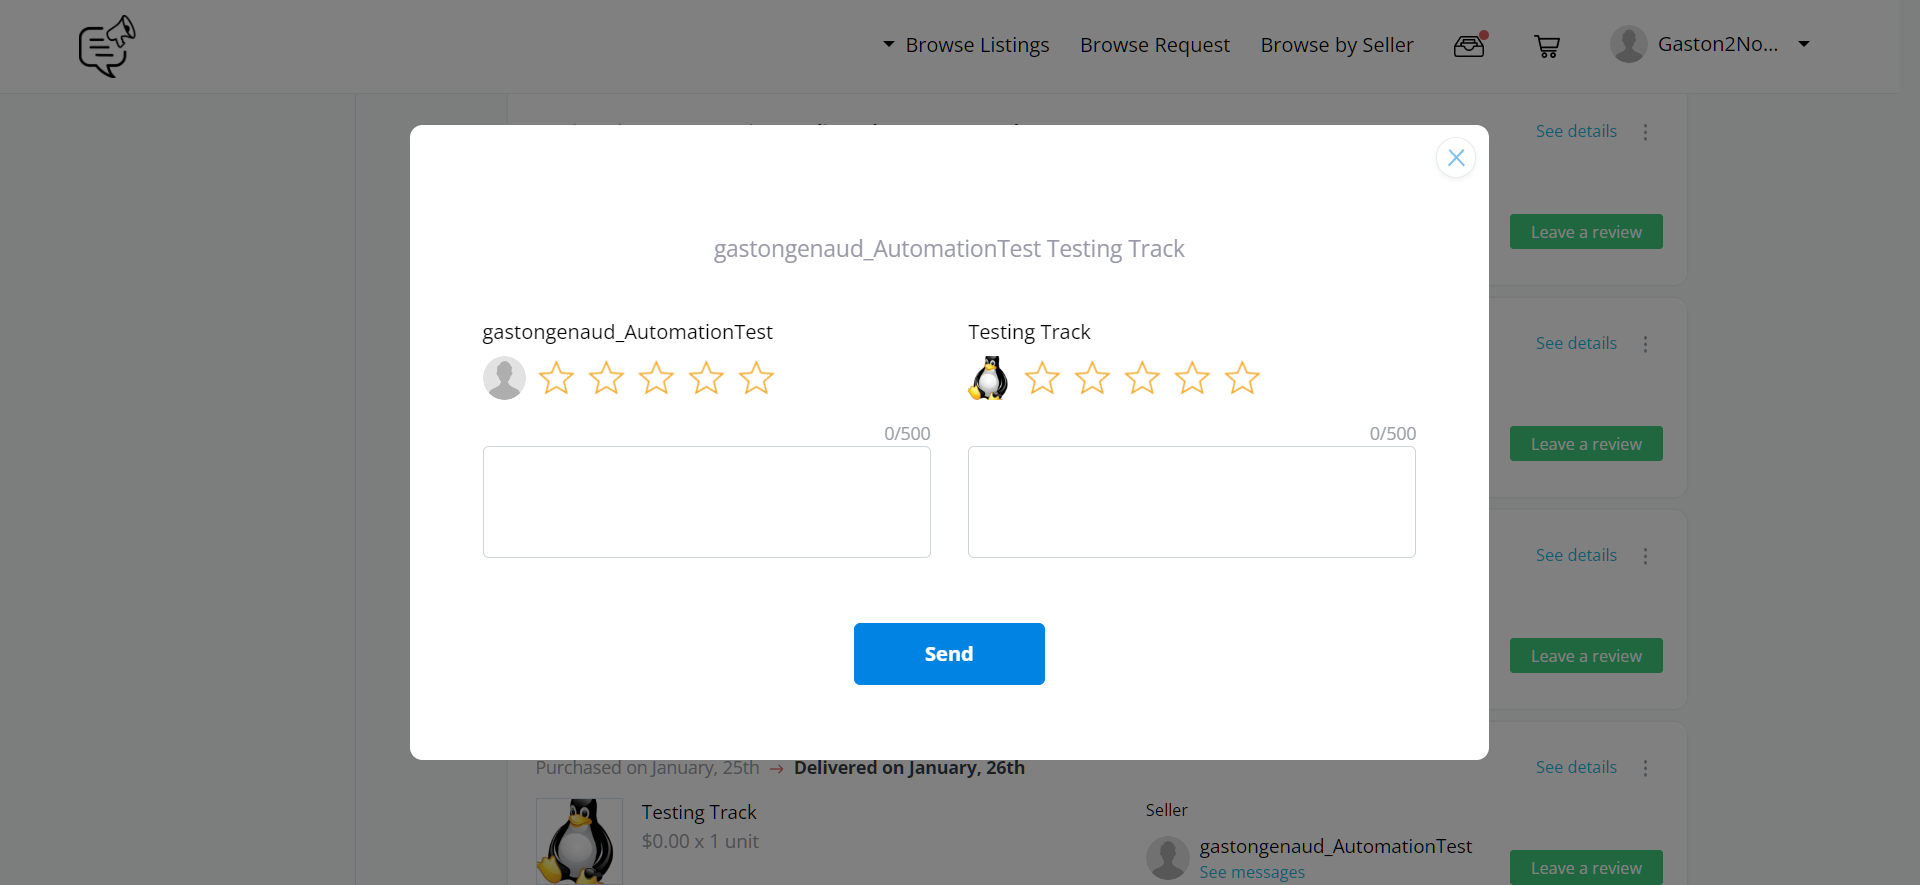 Browse Listings Browse Request Browse by Seller Gaston2No...
See details
Leave a review
gastongenaud_AutomationTest Testing Track
gastongenaud_AutomationTest Testing Track
See details
0/500 0/500
Leave a review
See details
Send
Leave a review
Purchased on January, 25th → Delivered on January, 26th See details
Testing Track Seller
$0.00 x 1 unit gastongenaud_AutomationTest
See messages Leave a review